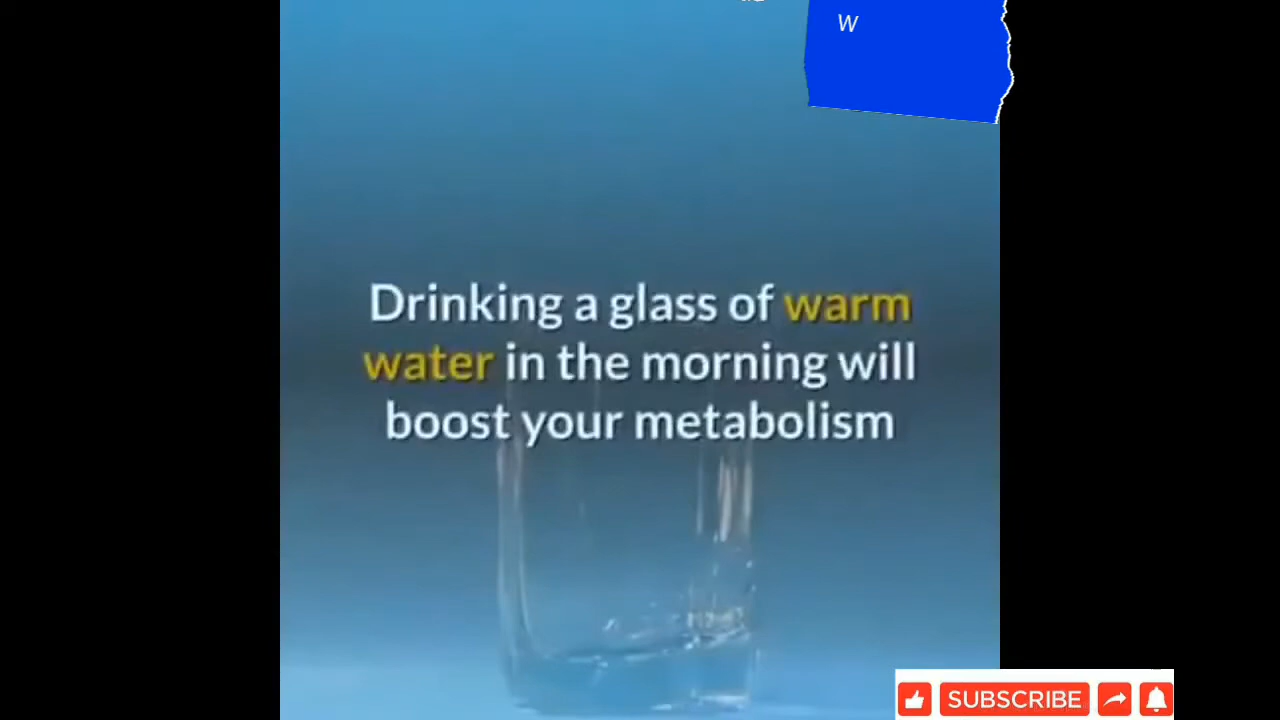 W
Drinking a glass of warm
water in the morning will
boost your metabolism
SUBSCRIBE